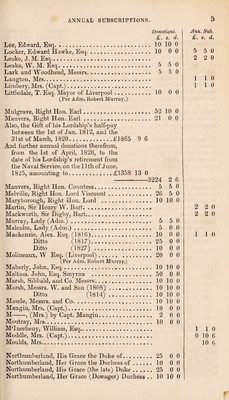 ANNUAL SUBSCRIPTIONS. 5
Donations. Ann. Sub.
£. s. d. £. s. d.
Lee, Edward, Esq. 10 10 0
Locker, Edward Hawke, Esq. 10 0 0 5 5 0
Leake, J. M. Esq. 2 2 0
Leake, W. M. Esq. 5 5 0
Lark and Woodhend, Messrs. 5 5 0
Langton, Mrs. 1 1 0
Limbery, Mrs. (Capt.) 1 1 0
Littledale, T. Esq. Mayor of Liverpool 10 0 0
(Per Adm. Robert Murray.)
Mulgrave, Right Hon. Earl 52 10 0
Manvers, Right Hon. Earl 21 0 0
Also, the Gift of his Lordship's half-pay
between the 1st of Jan. 1812, and the
31st of March, 1820. £1865 9 6
And further annual donations therefrom,
from the 1st of April, 1820, to the
date of his Lordship's retirement from
the Naval Service, on the 11th of June,
1825, amounting to £1358 13 0
3224 2 6
Manvers, Right Hon. Countess 5 5 0
Melville, Right Hon. Lord Viscount 26 5 0
Maryborough, Right Hon. Lord 10 10 0
Martin, Sir Henry W. Bart. 2 2 0
Mackworth, Sir Digby, Bart. 2 2 0
Murray, Lady (Adm.) 5 5 0
Malcolm, Lady (Adm.) 5 0 0
Mackenzie, Alex. Esq. (1816) 10 0 0 1 1 0
Ditto (1817) 25 0 0
Ditto (1827) 10 0 0
Molineaux, W Esq. (Liverpool) 20 0 0
(Per Adm. Robert Murray.)
Maberly, John, Esq. 10 10 0
Maitass, John, Esq. Smyrna 50 0 0
Marsh, Sibbald, and Co. Messrs. 10 10 0
Marsh, Messrs. W. and Son (1808) 10 10 0
Ditto (1814) 10 10 0
Maude, Messrs. and Co. 10 10 0
Mangin, Mrs. (Capt.) 10 0 0
M——, (Mrs.) by Capt. Mangin 2 0 0
Moutray, Mrs. 10 0 0
M'Inerheny, William, Esq. 1 1 0
Muddle, Mrs. (Capt.) 0 10 6
Moulds, Mrs. 10 6
Northumberland, His Grace the Duke of 25 0 0
Northumberland, Her Grace the Duchess of 10 0 0
Northumberland, His Grace (the late) Duke 25 0 0
Northumberland, Her Grace (Dowager) Duchess 10 10 0